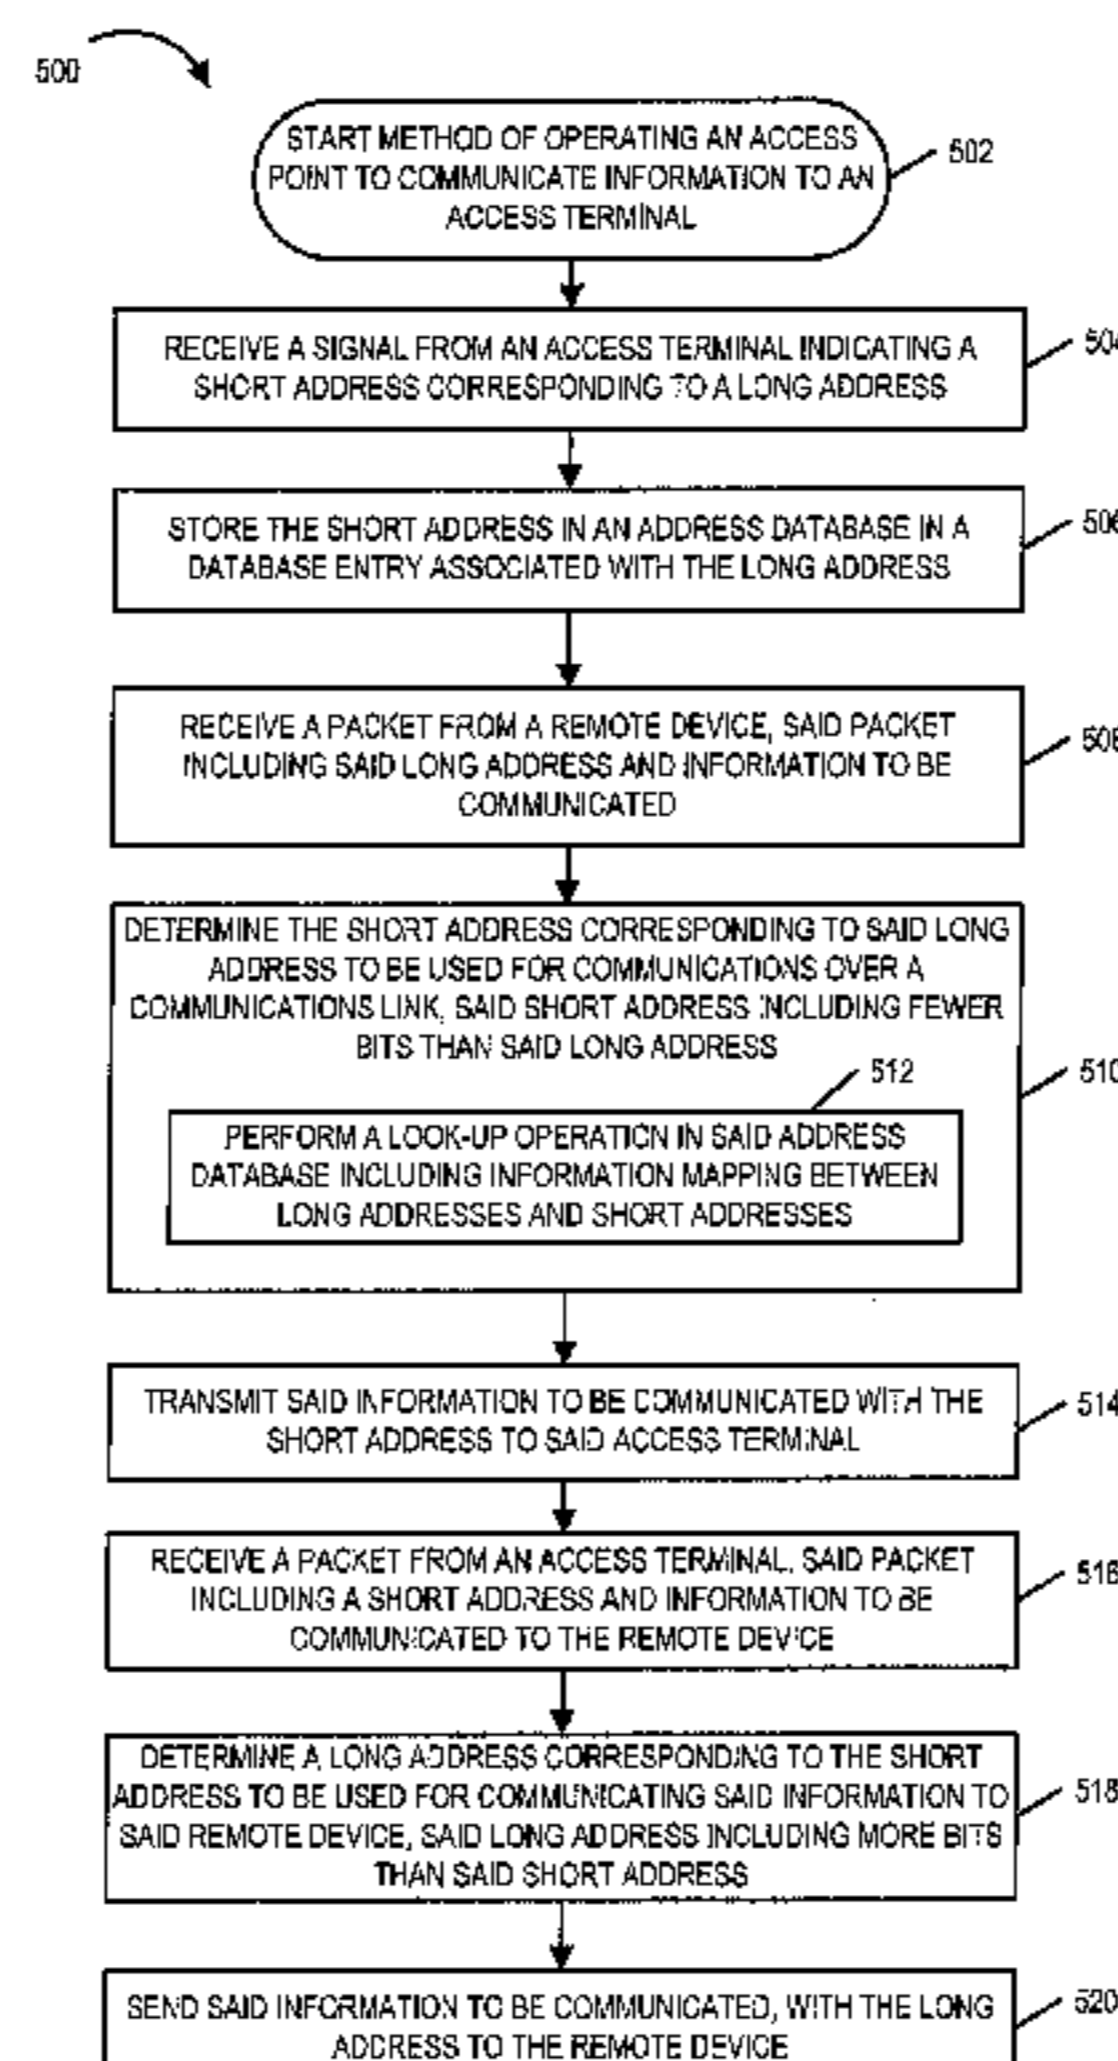 500
START METHOD OF OPERATING AN ACCESS
POINT TO COMMUNICATE INFORMATION TO AN
ACCESS TERMINAL
502
RECEIVE A SIGNAL FROM AN ACCESS TERMINAL INDICATING A
SHORT ADDRESS CORRESPONDING TO A LONG ADDRESS
504
STORE THE SHORT ADDRESS IN AN ADDRESS DATABASE IN A
DATABASE ENTRY ASSOCIATED WITH THE LONG ADDRESS
506
RECEIVE A PACKET FROM A REMOTE DEVICE, SAID PACKET
INCLUDING SAID LONG ADDRESS AND INFORMATION TO BE
COMMUNICATED
508
DETERMINE THE SHORT ADDRESS CORRESPONDING TO SAID LONG
ADDRESS TO BE USED FOR COMMUNICATIONS OVER A
COMMUNICATIONS LINK, SAID SHORT ADDRESS INCLUDING FEWER
BITS THAN SAID LONG ADDRESS
512
510
PERFORM A LOOK-UP OPERATION IN SAID ADDRESS
DATABASE INCLUDING INFORMATION MAPPING BETWEEN
LONG ADDRESSES AND SHORT ADDRESSES
TRANSMIT SAID INFORMATION TO BE COMMUNICATED WITH THE
SHORT ADDRESS TO SAID ACCESS TERMINAL
514
RECEIVE A PACKET FROM AN ACCESS TERMINAL, SAID PACKET
INCLUDING A SHORT ADDRESS AND INFORMATION TO BE
COMMUNICATED TO THE REMOTE DEVICE
516
DETERMINE A LONG ADDRESS CORRESPONDING TO THE SHORT
ADDRESS TO BE USED FOR COMMUNICATING SAID INFORMATION TO
SAID REMOTE DEVICE, SAID LONG ADDRESS INCLUDING MORE BITS
THAN SAID SHORT ADDRESS
518
SEND SAID INFORMATION TO BE COMMUNICATED, WITH THE LONG
ADDRESS TO THE REMOTE DEVICE
520